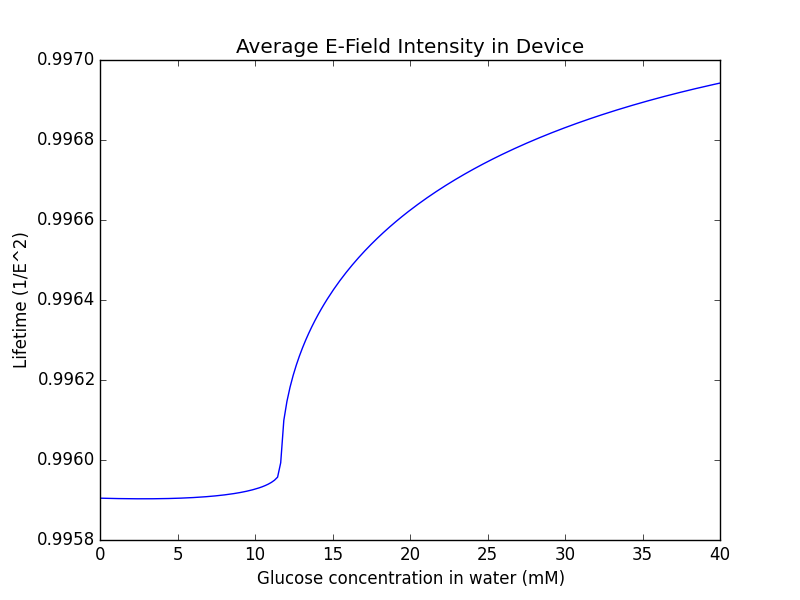 Average E-Field Intensity in Device
0.9970
0.9968
0.9966
0.9964
0.9962
0.9960
0.9958
Lifetime (1/E^2)
0 5 10 15 20 25 30 35 40
Glucose concentration in water (mM)